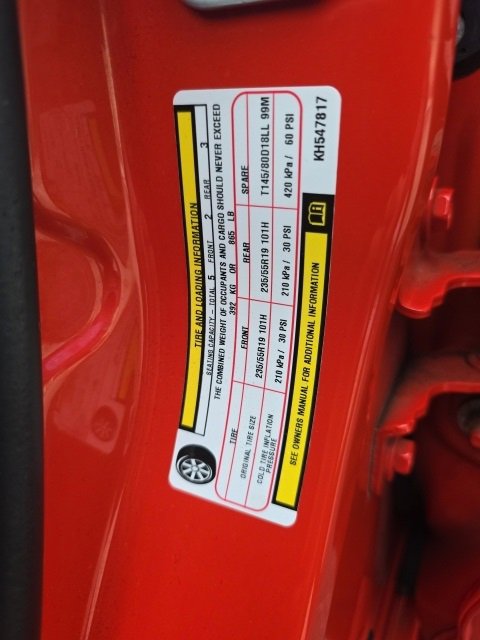 TIRE AND LOADING INFORMATION
SEATING CAPACITY - TOTAL 5 FRONT 2 REAR 3
THE COMBINED WEIGHT OF OCCUPANTS AND CARGO SHOULD NEVER EXCEED
392 KG OR 865 LB
TIRE FRONT REAR SPARE
ORIGINAL TIRE SIZE 235/55R19 101H 235/55R19 101H T145/80D18LL 99M
COLD TIRE INFLATION PRESSURE 210 kPa / 30 PSI 210 kPa / 30 PSI 420 kPa / 60 PSI
SEE OWNERS MANUAL FOR ADDITIONAL INFORMATION
KH547817